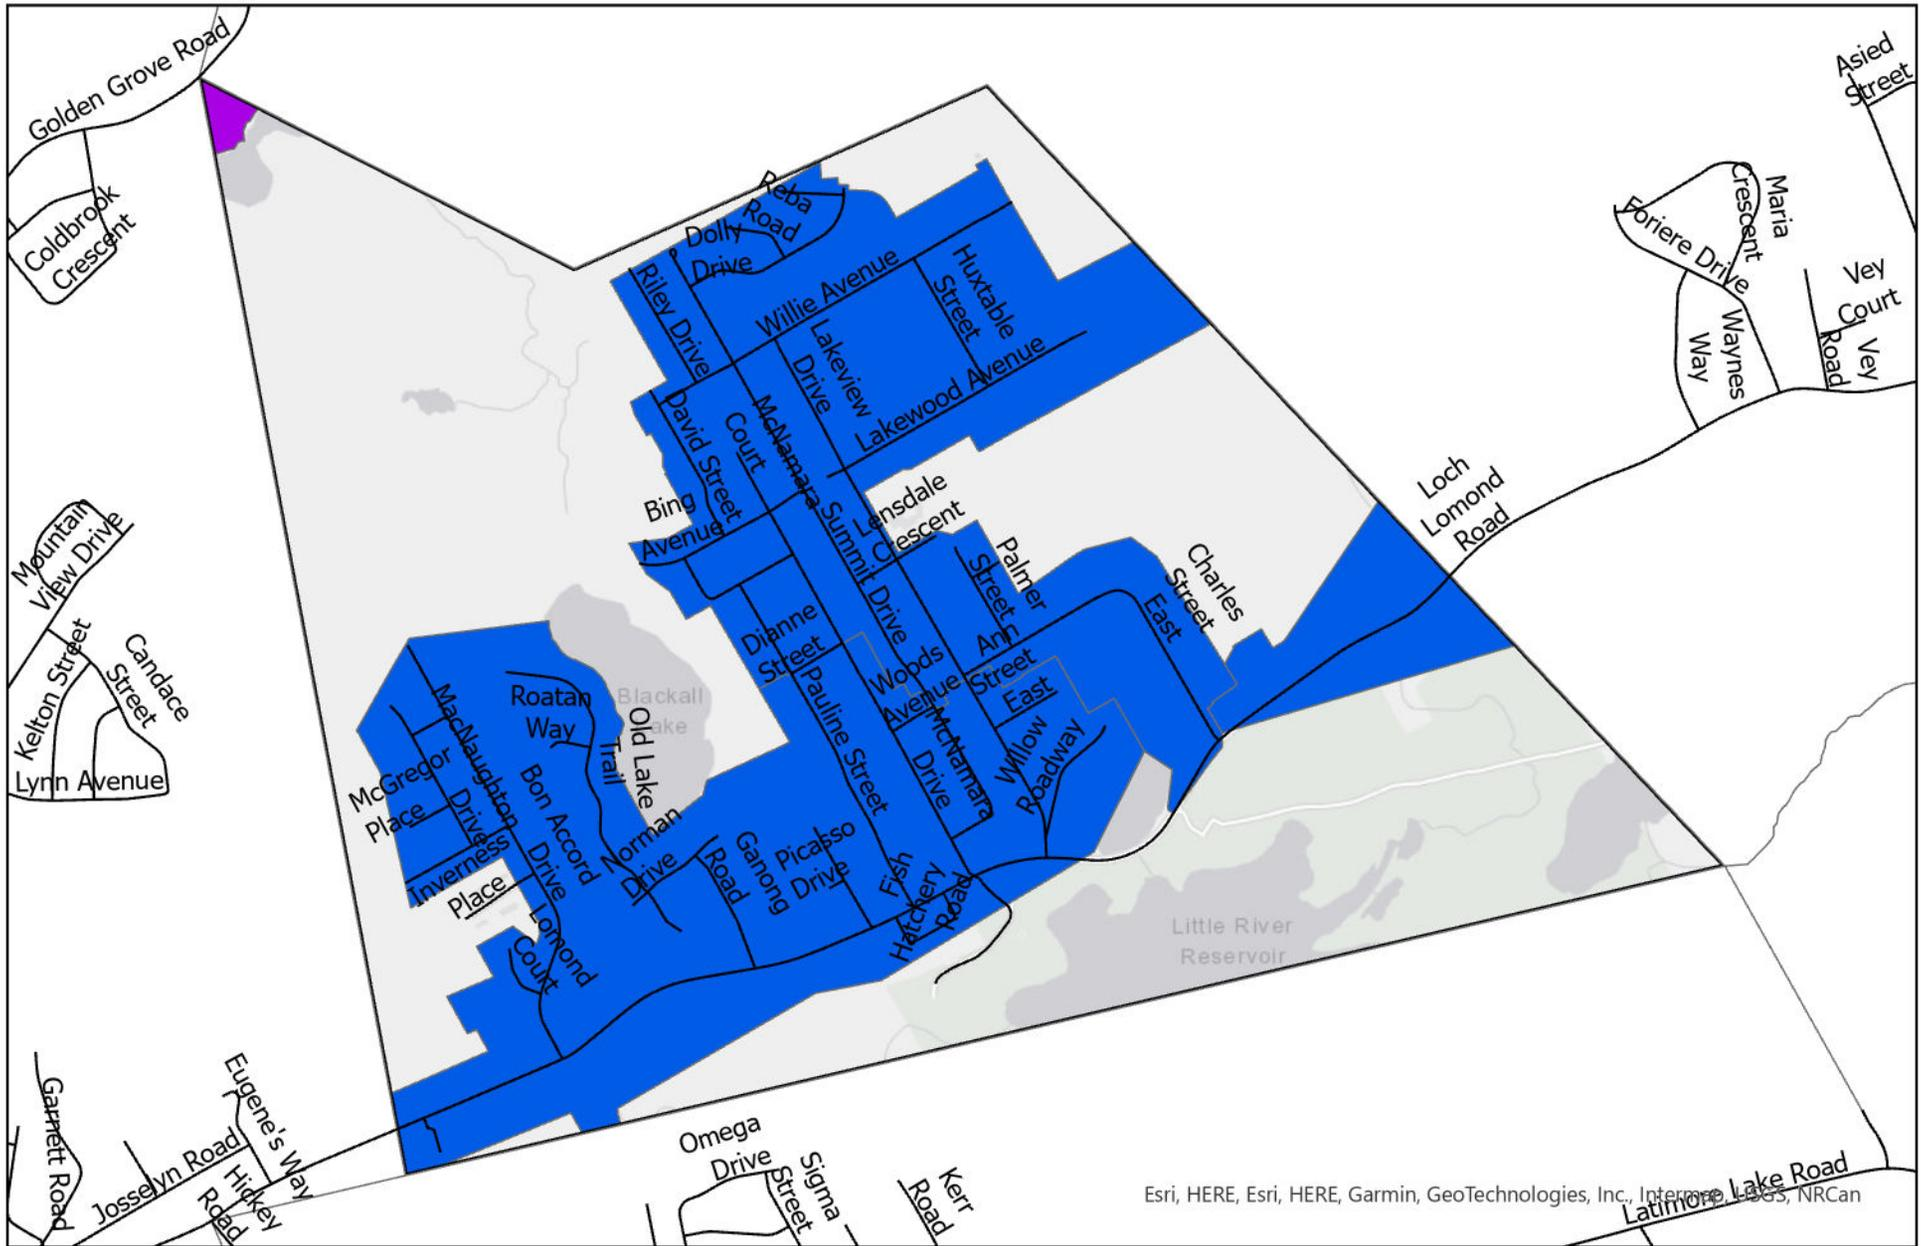 Golden Grove Road
Asied
Street
Coldbrook
Crescent
Reba
Road
Dolly
Drive
Riley Drive
Willie Avenue
Huxtable
Street
Lakeview
Drive
Lakewood Avenue
Foriere Drive
Maria
Crescent
Waynes
Way
Vey
Court
Vey
Road
David Street
Court
McNamara
Summit Drive
Bing
Avenue
Lensdale
Crescent
Palmer
Street
Charles
Street
East
Loch
Lomond
Road
Mountain
View Drive
Kelton Street
Candace
Street
Lynn Avenue
Dianne
Street
Pauline Street
Woods
Avenue
Ann
Street
East
McNamara
Drive
Willow
Roadway
Roatan
Way
Old Lake
Trail
Blackall
Lake
MacNaughton
Drive
McGregor
Place
Inverness
Place
Bon Accord
Drive
Norman
Drive
Ganong
Road
Picasso
Drive
Fish
Hatchery
Road
Lomond
Court
Little River
Reservoir
Garnett Road
Josselyn Road
Eugene's Way
Hickey
Road
Omega
Drive
Sigma
Street
Kerr
Road
Latimore Lake Road
Esri, HERE, Esri, HERE, Garmin, GeoTechnologies, Inc., Intermap, USGS, NRCan